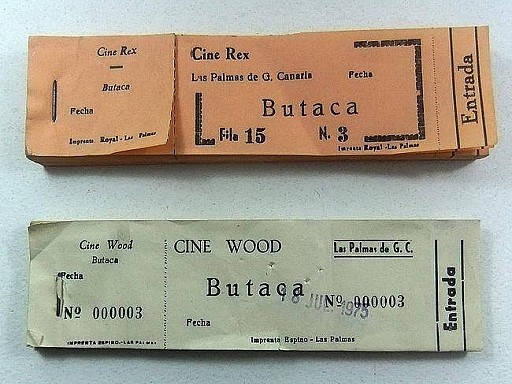 Cine Rex
Butaca
Fecha
Imprenta Royal - Las Palmas
Cine Rex
Las Palmas de G. Canaria Fecha
Butaca
Fila 15 N. 3
Imprenta Royal - Las Palmas
Entrada
Cine Wood
Butaca
Fecha
Nº 000003
IMPRENTA ESPINO.-LAS PALMAS
CINE WOOD Las Palmas de G. C.
Butaca
18 JUL. 1975
Nº 000003
Fecha
Imprenta Espino - Las Palmas
Entrada